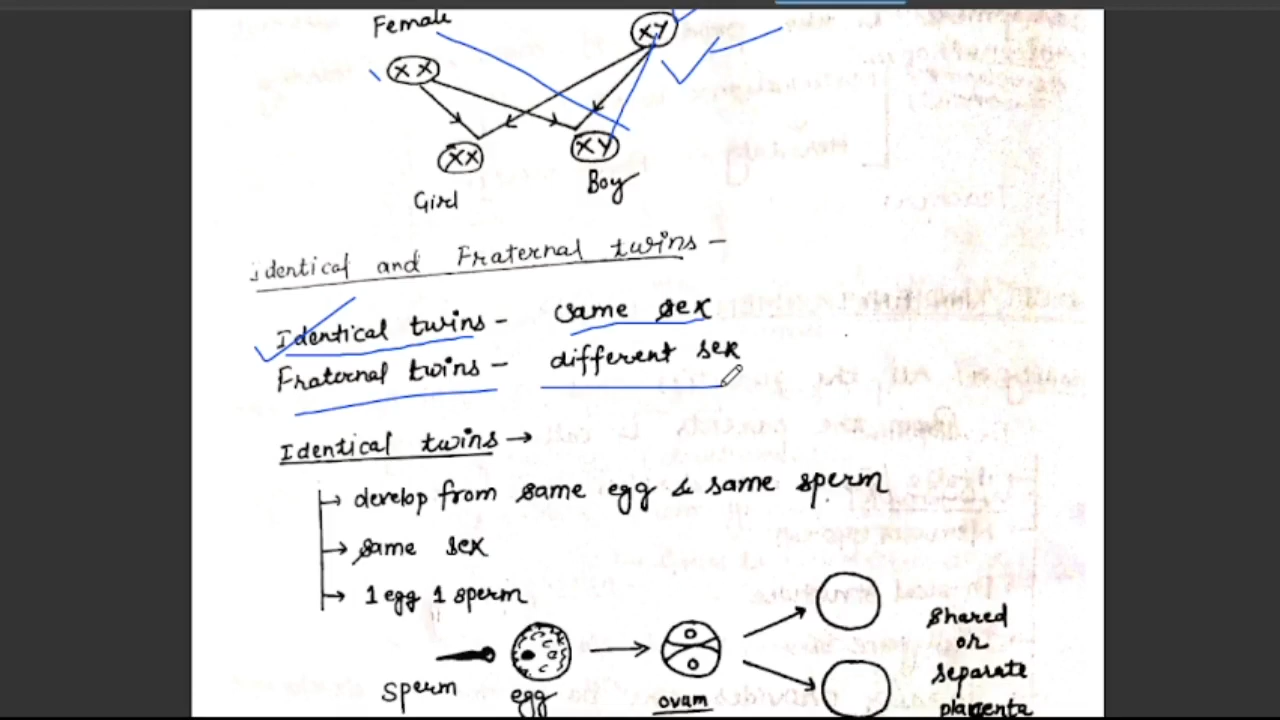 Female
XY
XX
XX
XY
Girl
Boy
Identical and Fraternal twins -
Identical twins - same sex
Fraternal twins - different sex
Identical twins →
→ develop from same egg & same sperm
→ same sex
→ 1 egg 1 sperm
sperm
egg
ovam
shared
or
separate
placenta